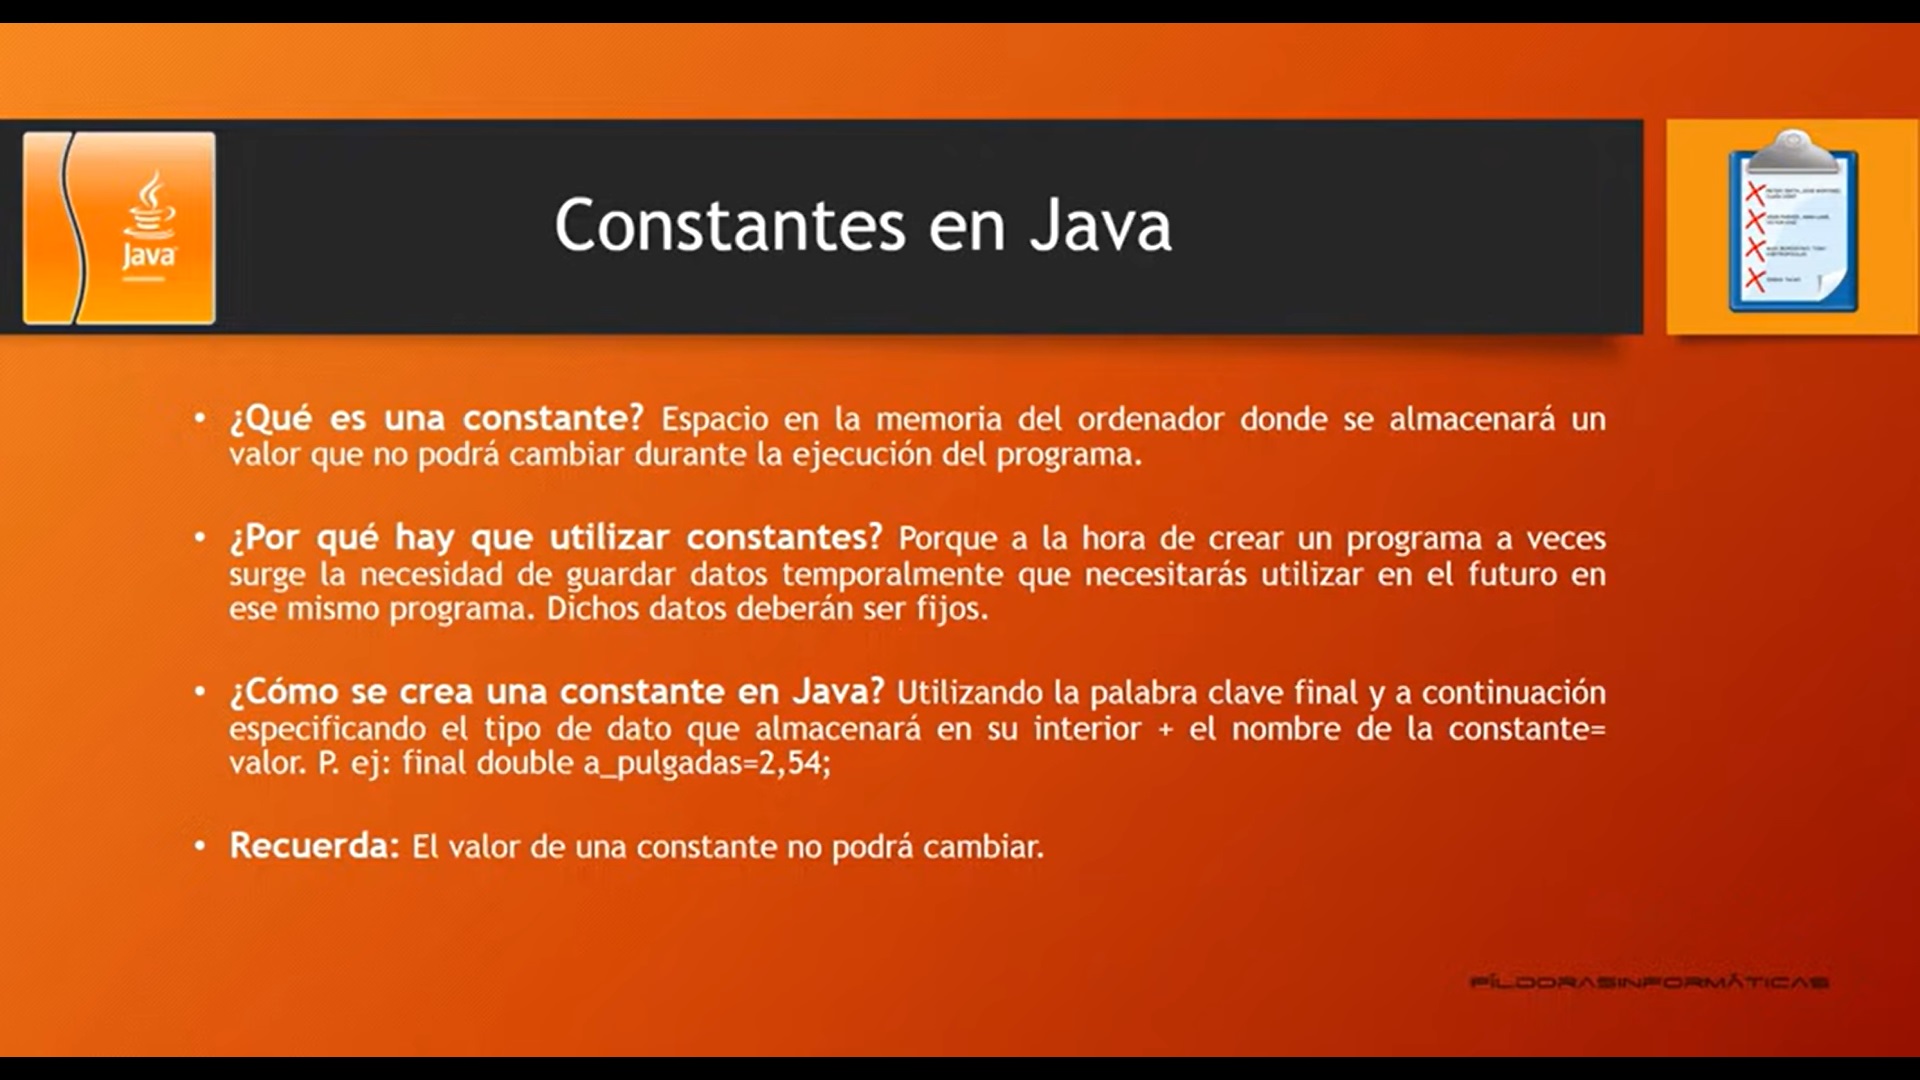 Java
Constantes en Java
• ¿Qué es una constante? Espacio en la memoria del ordenador donde se almacenará un
valor que no podrá cambiar durante la ejecución del programa.
• ¿Por qué hay que utilizar constantes? Porque a la hora de crear un programa a veces
surge la necesidad de guardar datos temporalmente que necesitarás utilizar en el futuro en
ese mismo programa. Dichos datos deberán ser fijos.
• ¿Cómo se crea una constante en Java? Utilizando la palabra clave final y a continuación
especificando el tipo de dato que almacenará en su interior + el nombre de la constante=
valor. P. ej: final double a_pulgadas=2,54;
• Recuerda: El valor de una constante no podrá cambiar.
PÍLDORASINFORMÁTICAS